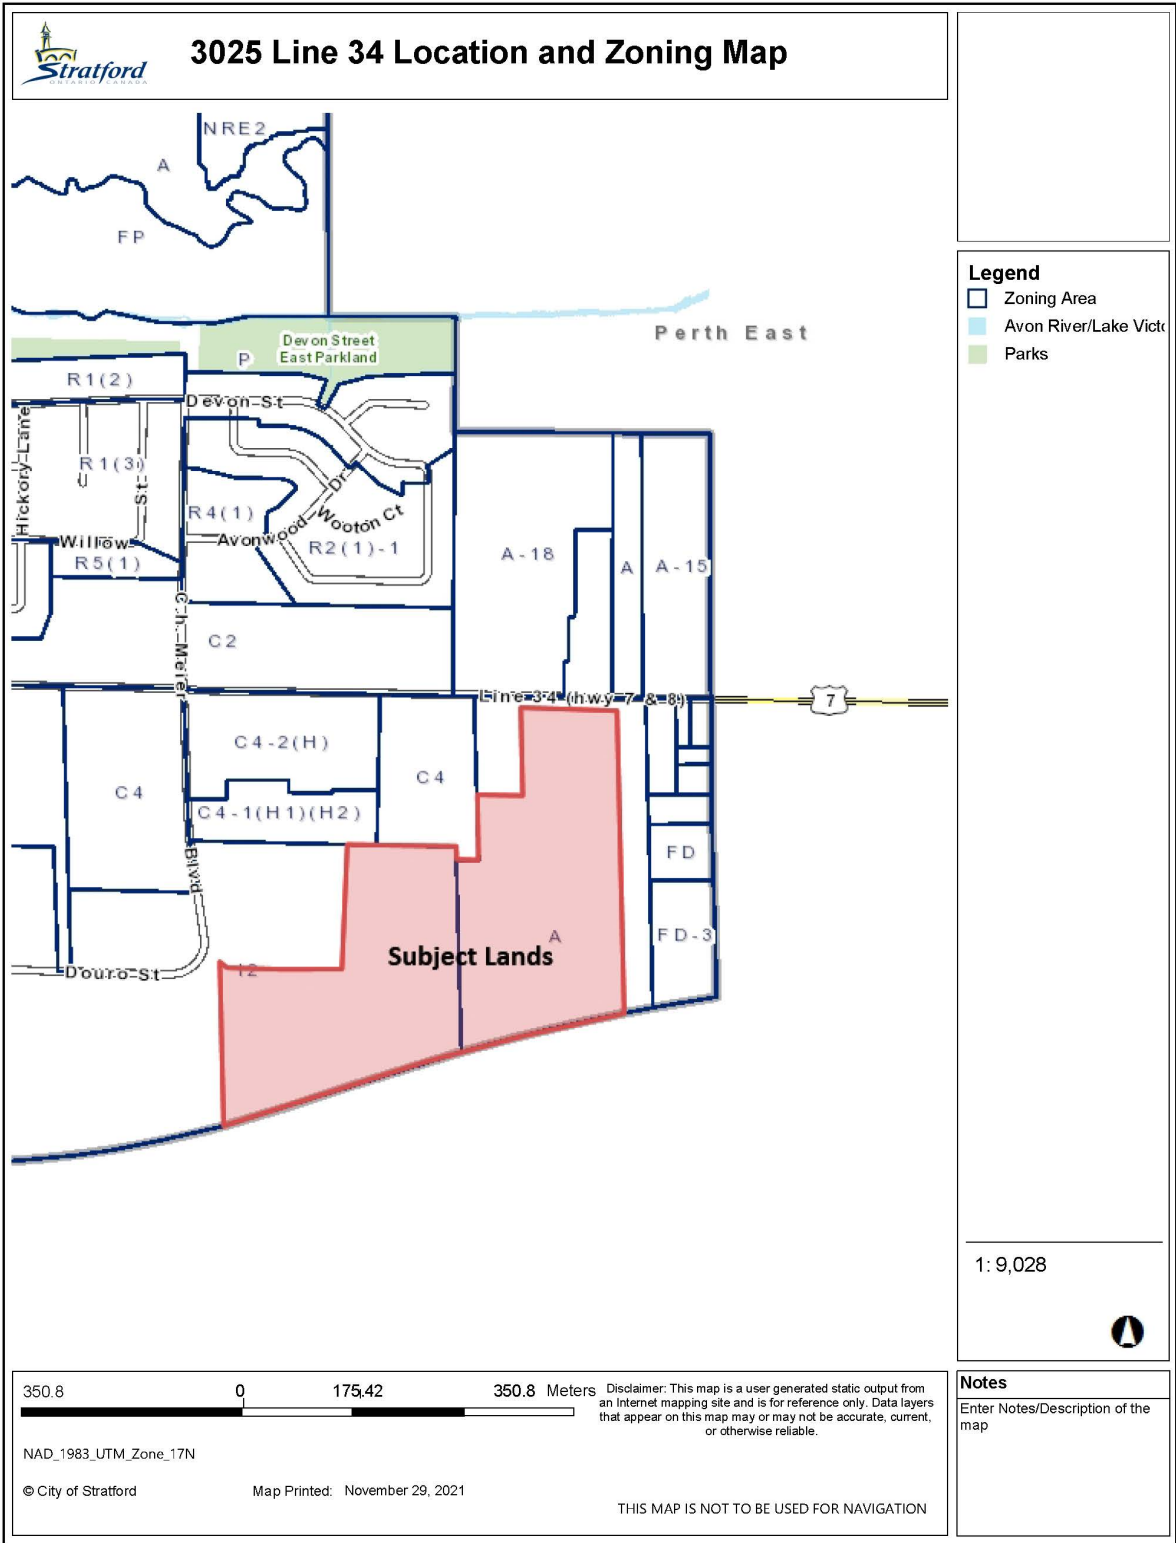 Stratford
ONTARIO CANADA
3025 Line 34 Location and Zoning Map
NRE2
A
FP
Perth East
Devon Street
East Parkland
P
R1(2)
Devon St
Hickory Lane
R1(3)
St
R4(1)
Dr
Wooton Ct
Avonwood
Willow
R5(1)
R2(1)-1
A-18
A
A-15
C.h. Meier
C2
Line 34 (hwy 7 & 8)
7
C4-2(H)
C4
C4
C4-1(H1)(H2)
Blvd
FD
A
FD-3
Subject Lands
Douro St
I2
Legend
Zoning Area
Avon River/Lake Victo
Parks
1: 9,028
350.8
0
175.42
350.8 Meters
NAD_1983_UTM_Zone_17N
© City of Stratford
Map Printed: November 29, 2021
Disclaimer: This map is a user generated static output from
an Internet mapping site and is for reference only. Data layers
that appear on this map may or may not be accurate, current,
or otherwise reliable.
THIS MAP IS NOT TO BE USED FOR NAVIGATION
Notes
Enter Notes/Description of the
map